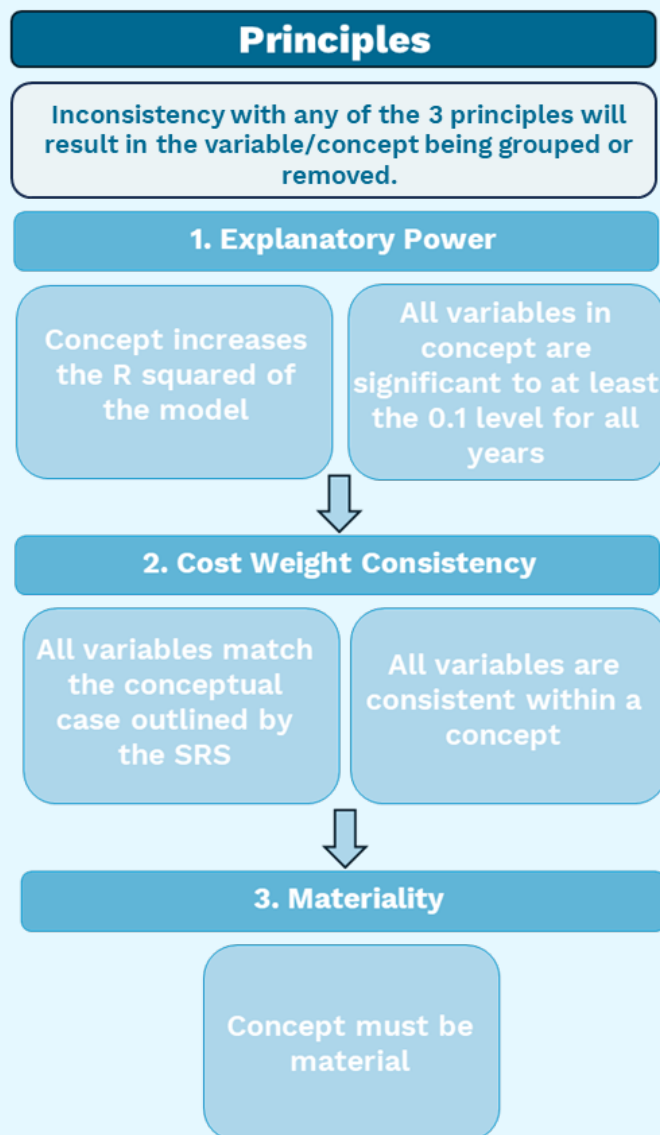 Principles
Inconsistency with any of the 3 principles will
result in the variable/concept being grouped or
removed.
1. Explanatory Power
Concept increases
the R squared of
the model
All variables in
concept are
significant to at least
the 0.1 level for all
years
2. Cost Weight Consistency
All variables match
the conceptual
case outlined by
the SRS
All variables are
consistent within a
concept
3. Materiality
Concept must be
material